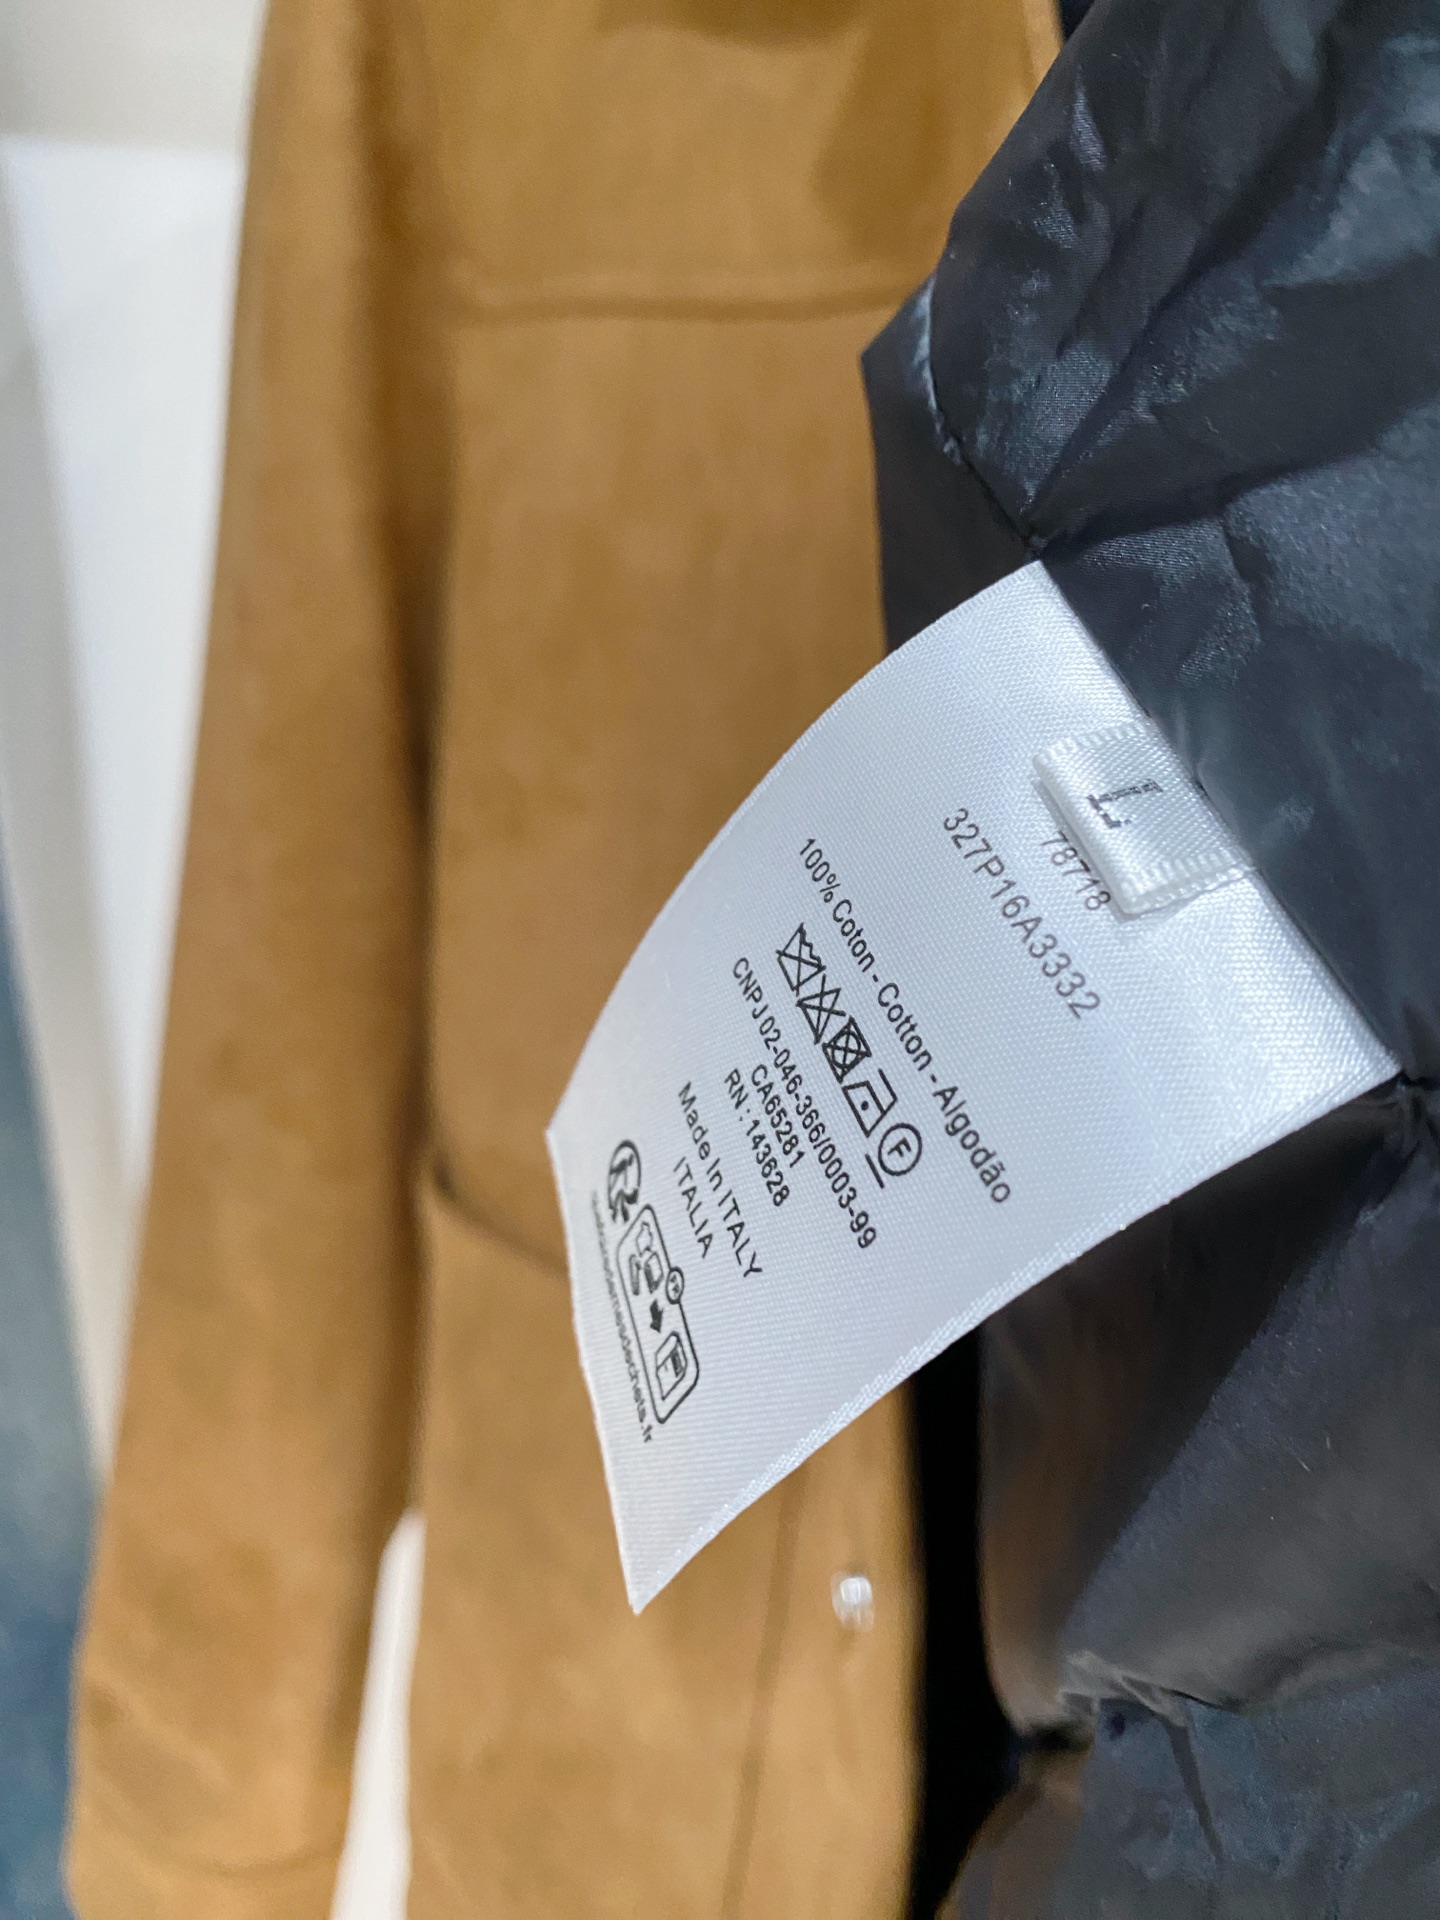 L
78718
327P16A3332
100% Coton - Cotton - Algodão
F
CNPJ 02-046-366/0003-99
CA65281
RN : 143628
Made In ITALY
ITALIA
FR